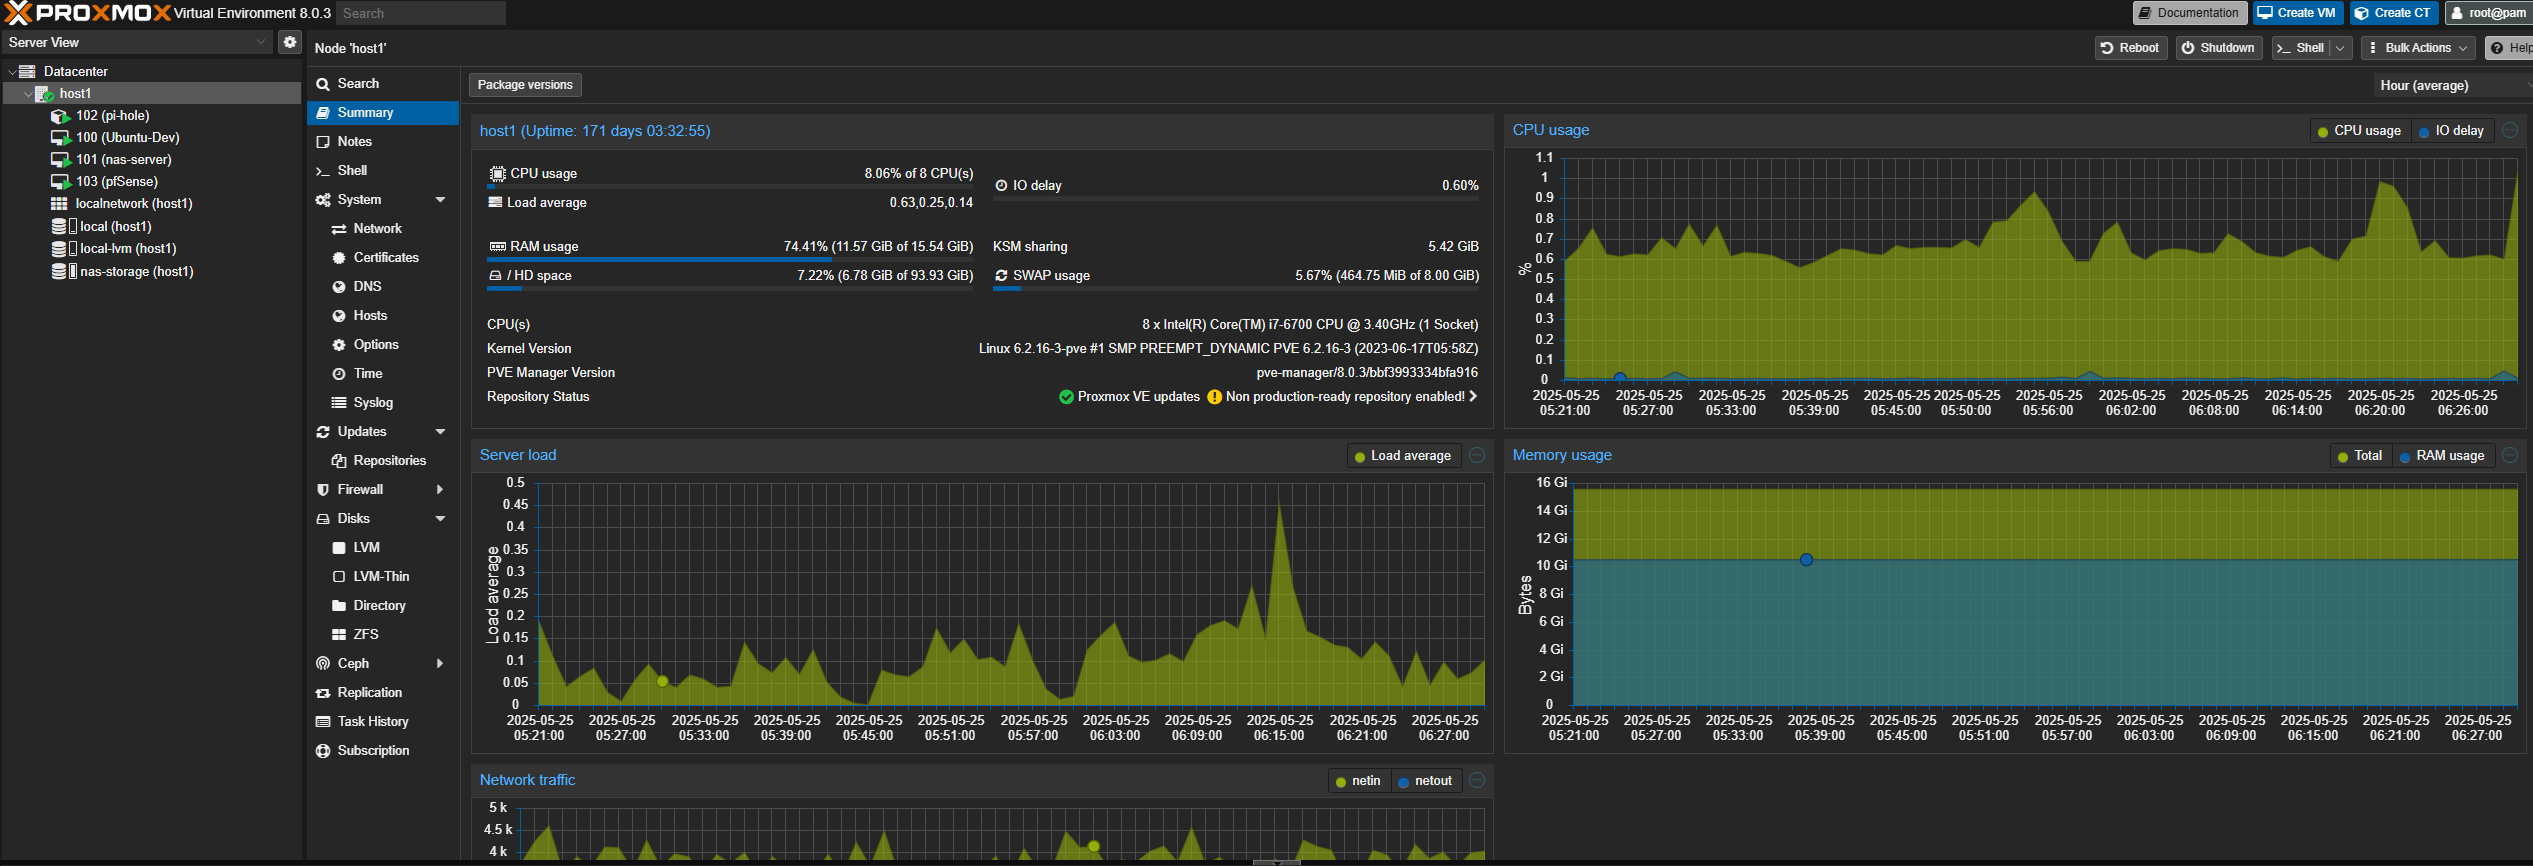 PROXMOX Virtual Environment 8.0.3 Search Documentation Create VM Create CT root@pam
Server View
Node 'host1' Reboot Shutdown Shell Bulk Actions Help
Datacenter
host1
102 (pi-hole)
100 (Ubuntu-Dev)
101 (nas-server)
103 (pfSense)
localnetwork (host1)
local (host1)
local-lvm (host1)
nas-storage (host1)
Search
Summary
Notes
Shell
System
Network
Certificates
DNS
Hosts
Options
Time
Syslog
Updates
Repositories
Firewall
Disks
LVM
LVM-Thin
Directory
ZFS
Ceph
Replication
Task History
Subscription
Package versions Hour (average)
host1 (Uptime: 171 days 03:32:55)
CPU usage 8.06% of 8 CPU(s)
IO delay 0.60%
Load average 0.63,0.25,0.14
RAM usage 74.41% (11.57 GiB of 15.54 GiB)
KSM sharing 5.42 GiB
/ HD space 7.22% (6.78 GiB of 93.93 GiB)
SWAP usage 5.67% (464.75 MiB of 8.00 GiB)
CPU(s) 8 x Intel(R) Core(TM) i7-6700 CPU @ 3.40GHz (1 Socket)
Kernel Version Linux 6.2.16-3-pve #1 SMP PREEMPT_DYNAMIC PVE 6.2.16-3 (2023-06-17T05:58Z)
PVE Manager Version pve-manager/8.0.3/bbf3993334bfa916
Repository Status Proxmox VE updates Non production-ready repository enabled!
CPU usage CPU usage IO delay
1.1
1
0.9
0.8
0.7
0.6
0.5
0.4
0.3
0.2
0.1
0
%
2025-05-25 2025-05-25 2025-05-25 2025-05-25 2025-05-25 2025-05-25 2025-05-25 2025-05-25 2025-05-25 2025-05-25 2025-05-25 2025-05-25
05:21:00 05:27:00 05:33:00 05:39:00 05:45:00 05:50:00 05:56:00 06:02:00 06:08:00 06:14:00 06:20:00 06:26:00
Server load Load average
0.5
0.45
0.4
0.35
0.3
0.25
0.2
0.15
0.1
0.05
0
Load average
2025-05-25 2025-05-25 2025-05-25 2025-05-25 2025-05-25 2025-05-25 2025-05-25 2025-05-25 2025-05-25 2025-05-25 2025-05-25 2025-05-25
05:21:00 05:27:00 05:33:00 05:39:00 05:45:00 05:51:00 05:57:00 06:03:00 06:09:00 06:15:00 06:21:00 06:27:00
Memory usage Total RAM usage
16 Gi
14 Gi
12 Gi
10 Gi
8 Gi
6 Gi
4 Gi
2 Gi
0
Bytes
2025-05-25 2025-05-25 2025-05-25 2025-05-25 2025-05-25 2025-05-25 2025-05-25 2025-05-25 2025-05-25 2025-05-25 2025-05-25 2025-05-25
05:21:00 05:27:00 05:33:00 05:39:00 05:45:00 05:51:00 05:57:00 06:03:00 06:09:00 06:15:00 06:21:00 06:27:00
Network traffic netin netout
5 k
4.5 k
4 k